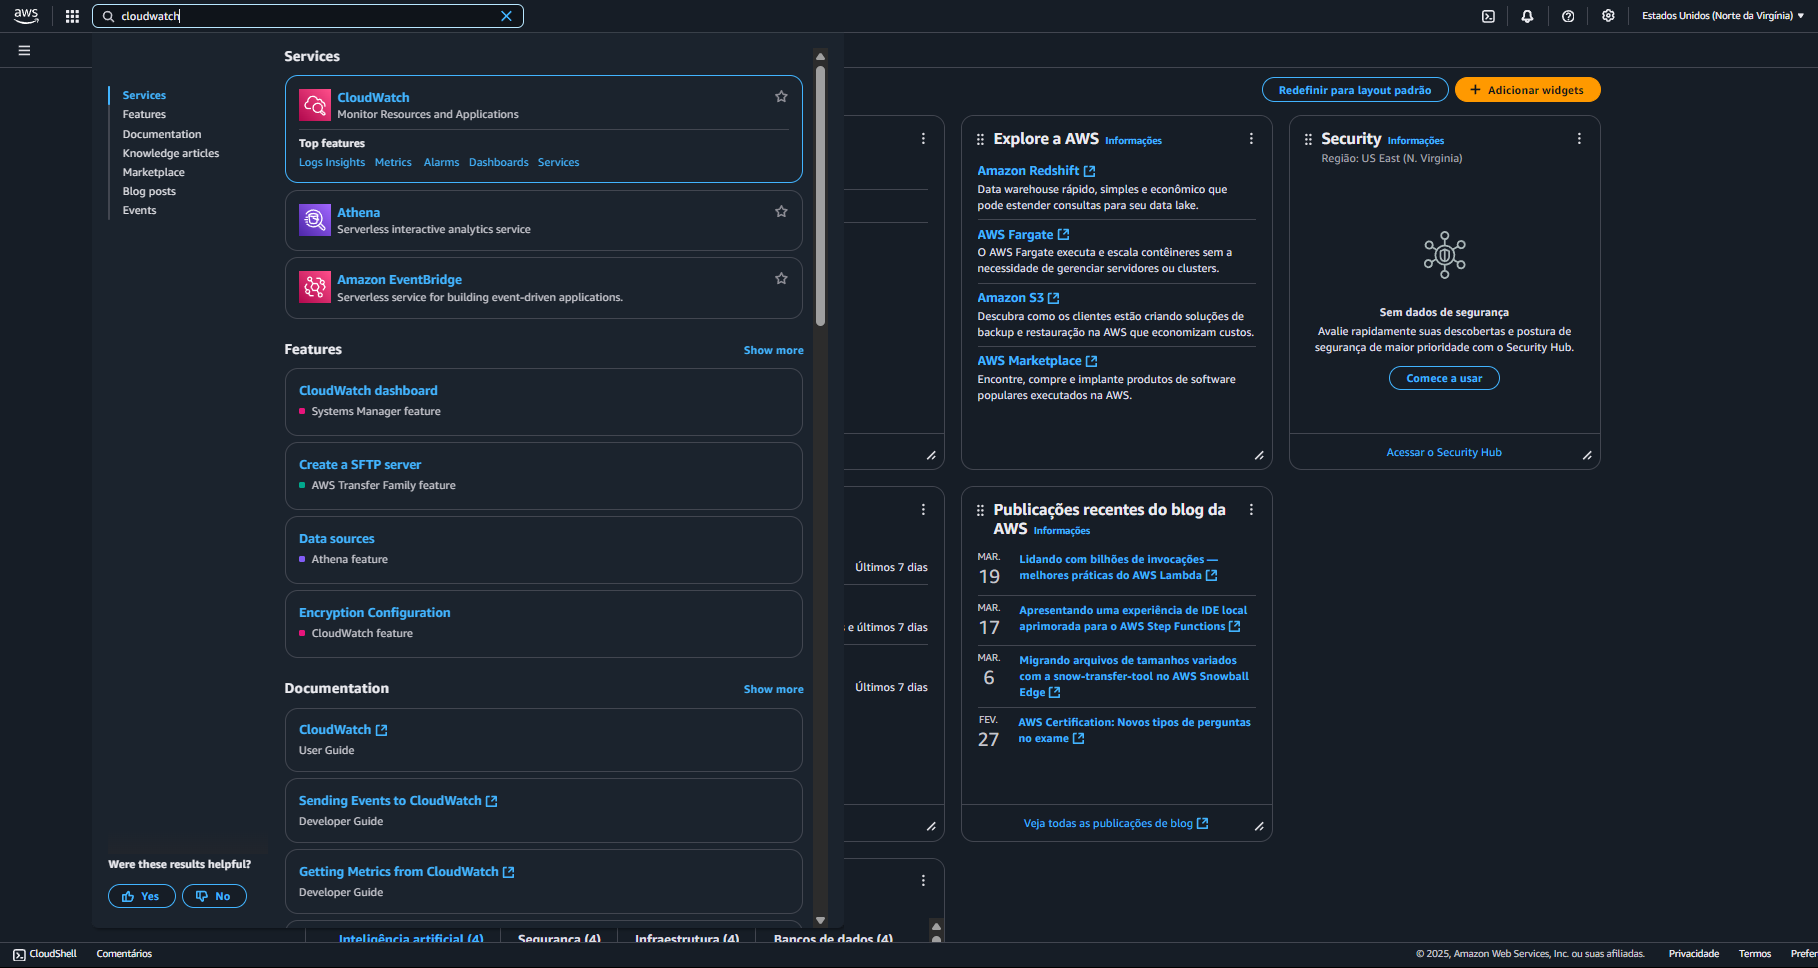 aws
cloudwatch
Estados Unidos (Norte da Virgínia)
Services
Features
Documentation
Knowledge articles
Marketplace
Blog posts
Events
Services
CloudWatch
Monitor Resources and Applications
Top features
Logs Insights Metrics Alarms Dashboards Services
Athena
Serverless interactive analytics service
Amazon EventBridge
Serverless service for building event-driven applications.
Features Show more
CloudWatch dashboard
Systems Manager feature
Create a SFTP server
AWS Transfer Family feature
Data sources
Athena feature
Encryption Configuration
CloudWatch feature
Documentation Show more
CloudWatch
User Guide
Sending Events to CloudWatch
Developer Guide
Getting Metrics from CloudWatch
Developer Guide
Were these results helpful?
Yes No
Redefinir para layout padrão
+ Adicionar widgets
Explore a AWS Informações
Amazon Redshift
Data warehouse rápido, simples e econômico que
pode estender consultas para seu data lake.
AWS Fargate
O AWS Fargate executa e escala contêineres sem a
necessidade de gerenciar servidores ou clusters.
Amazon S3
Descubra como os clientes estão criando soluções de
backup e restauração na AWS que economizam custos.
AWS Marketplace
Encontre, compre e implante produtos de software
populares executados na AWS.
Security Informações
Região: US East (N. Virginia)
Sem dados de segurança
Avalie rapidamente suas descobertas e postura de
segurança de maior prioridade com o Security Hub.
Comece a usar
Acessar o Security Hub
Últimos 7 dias
e últimos 7 dias
Últimos 7 dias
Publicações recentes do blog da
AWS Informações
MAR.
19
Lidando com bilhões de invocações —
melhores práticas do AWS Lambda
MAR.
17
Apresentando uma experiência de IDE local
aprimorada para o AWS Step Functions
MAR.
6
Migrando arquivos de tamanhos variados
com a snow-transfer-tool no AWS Snowball
Edge
FEV.
27
AWS Certification: Novos tipos de perguntas
no exame
Veja todas as publicações de blog
Inteligência artificial (4) Segurança (4) Infraestrutura (4) Bancos de dados (4)
CloudShell Comentários © 2025, Amazon Web Services, Inc. ou suas afiliadas. Privacidade Termos Prefer